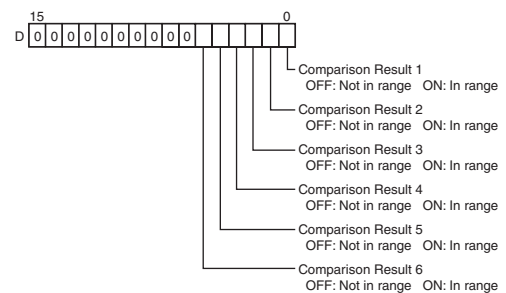 15 0
D 0 0 0 0 0 0 0 0 0 0
Comparison Result 1
OFF: Not in range ON: In range
Comparison Result 2
OFF: Not in range ON: In range
Comparison Result 3
OFF: Not in range ON: In range
Comparison Result 4
OFF: Not in range ON: In range
Comparison Result 5
OFF: Not in range ON: In range
Comparison Result 6
OFF: Not in range ON: In range